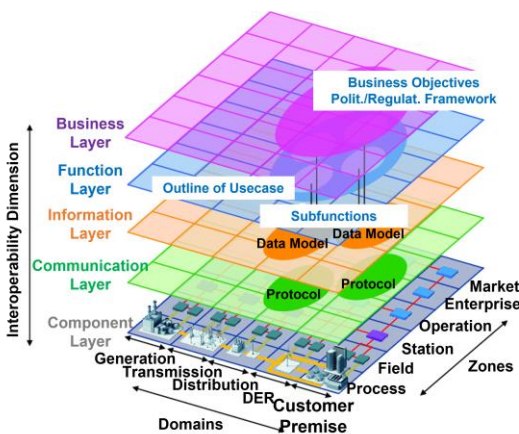 Business Objectives
Polit./Regulat. Framework
Business
Layer
Function
Layer
Outline of Usecase
Information
Layer
Subfunctions
Data Model
Data Model
Communication
Layer
Protocol
Protocol
Component
Layer
Interoperability Dimension
Market
Enterprise
Operation
Station
Field
Process
Zones
Generation
Transmission
Distribution
DER
Customer
Premise
Domains